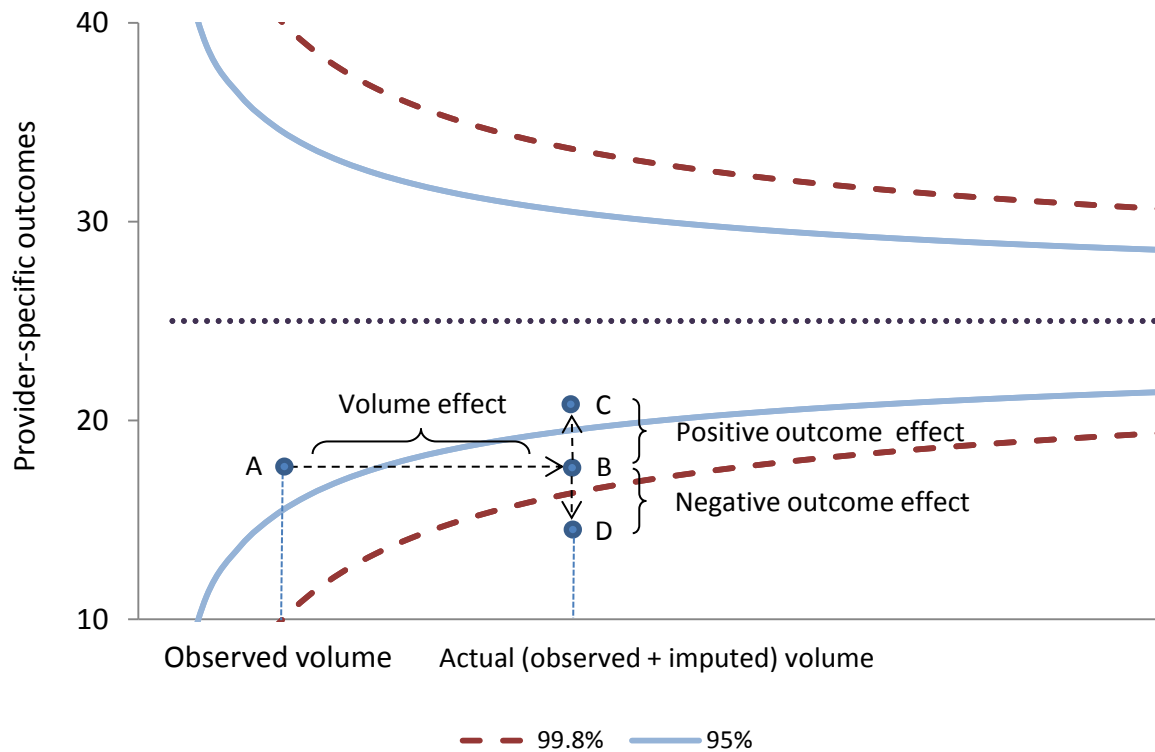 40
30
20
10
Provider-specific outcomes
Volume effect
A
C
B
D
Positive outcome effect
Negative outcome effect
Observed volume
Actual (observed + imputed) volume
99.8%
95%